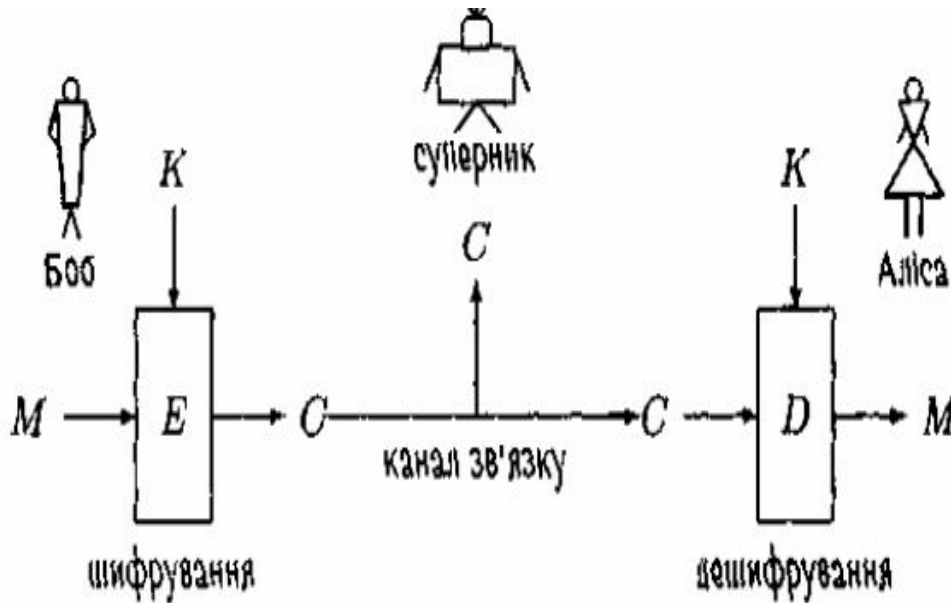 суперник
K
K
Боб
C
Аліса
M
E
C
C
D
M
канал зв'язку
шифрування
дешифрування